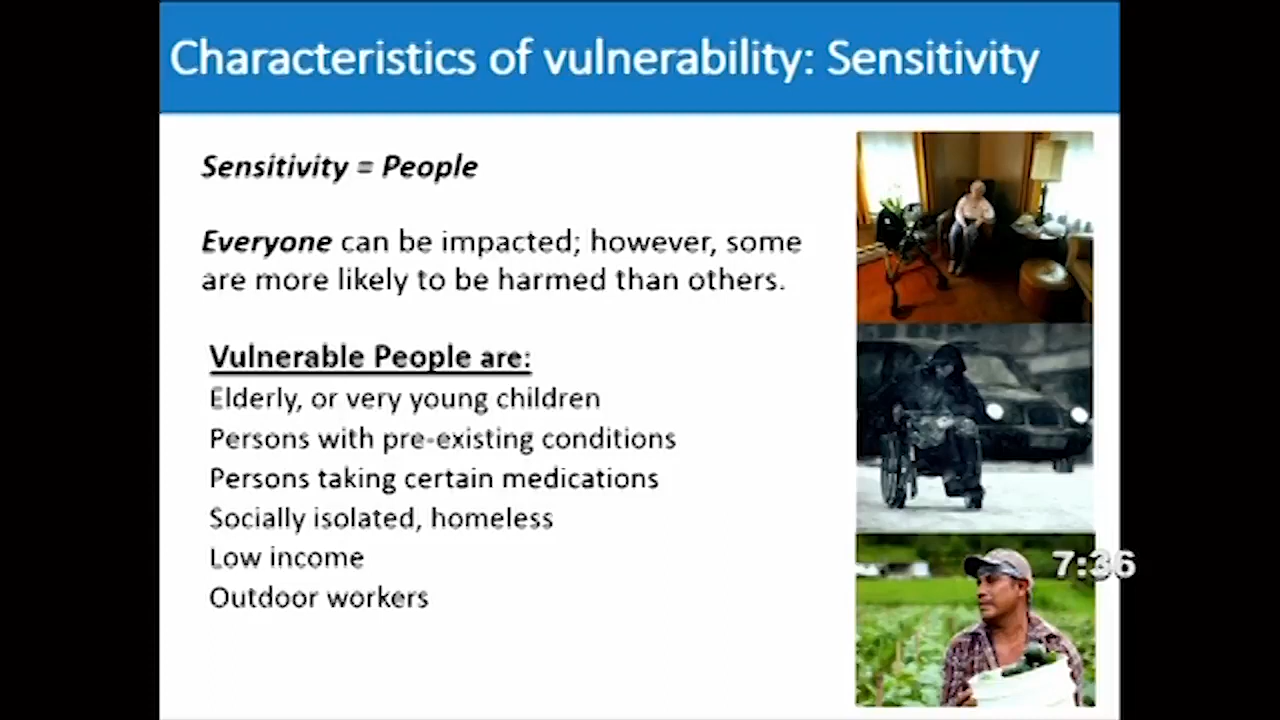 Characteristics of vulnerability: Sensitivity
Sensitivity = People
Everyone can be impacted; however, some
are more likely to be harmed than others.
Vulnerable People are:
Elderly, or very young children
Persons with pre-existing conditions
Persons taking certain medications
Socially isolated, homeless
Low income
Outdoor workers
7:36